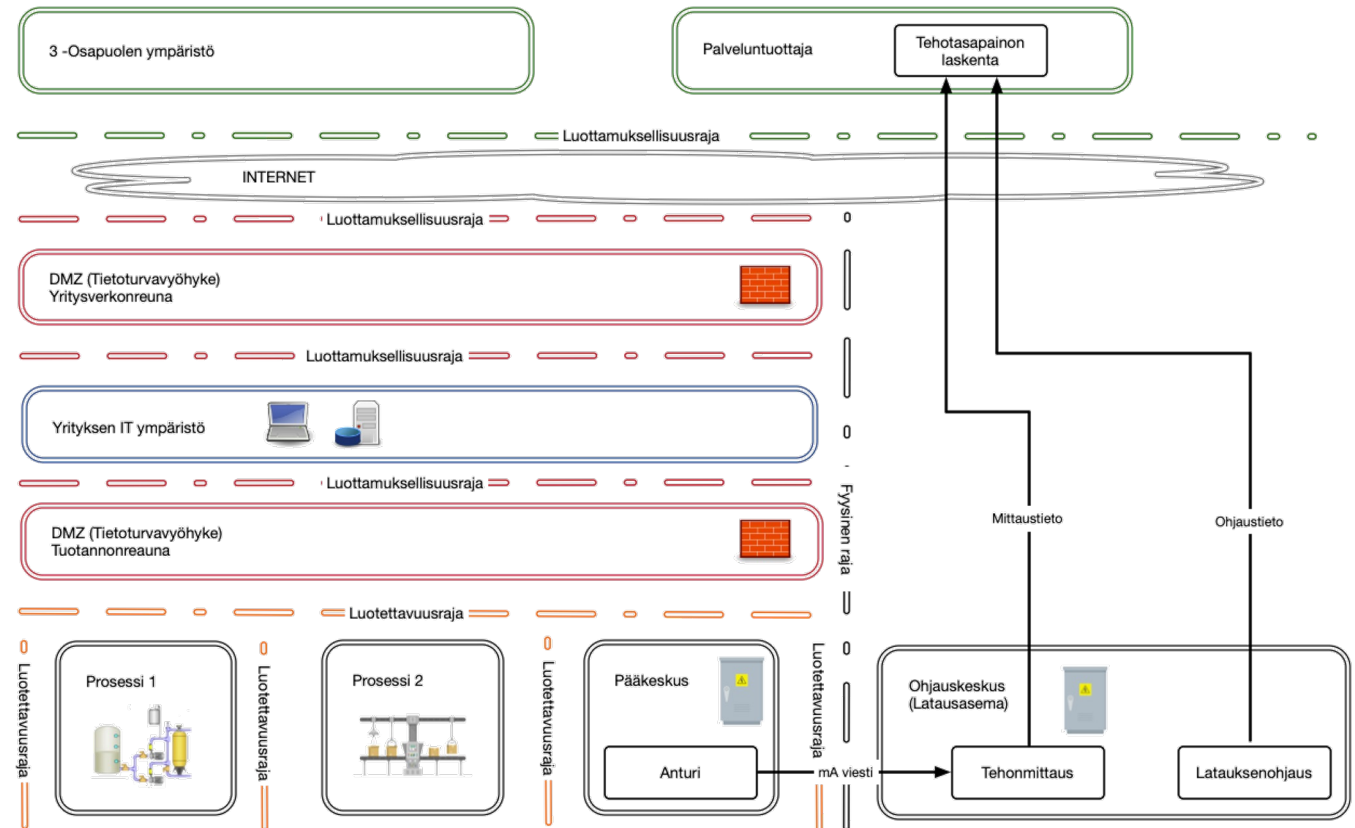 3 -Osapuolen ympäristö
Palveluntuottaja
Tehotasapainon
laskenta
Luottamuksellisuusraja
INTERNET
Luottamuksellisuusraja
DMZ (Tietoturvavyöhyke)
Yritysverkonreuna
Luottamuksellisuusraja
Yrityksen IT ympäristö
Luottamuksellisuusraja
DMZ (Tietoturvavyöhyke)
Tuotannonreauna
Fyysinen raja
Mittaustieto
Ohjaustieto
Luotettavuusraja
Luotettavuusraja
Prosessi 1
Luotettavuusraja
Prosessi 2
Luotettavuusraja
Pääkeskus
Anturi
Luotettavuusraja
mA viesti
Ohjauskeskus
(Latausasema)
Tehonmittaus
Latauksenohjaus